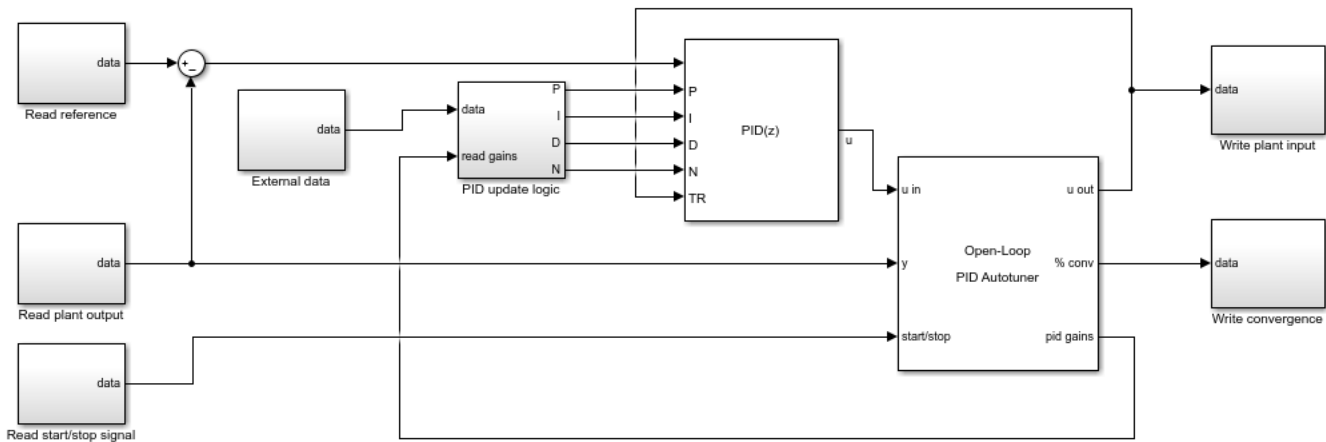 data
Read reference
+
−
data
External data
data
read gains
P
I
D
N
PID update logic
P
I
D
N
TR
PID(z)
u
data
Read plant output
data
Read start/stop signal
u in
y
start/stop
Open-Loop
PID Autotuner
u out
% conv
pid gains
data
Write plant input
data
Write convergence